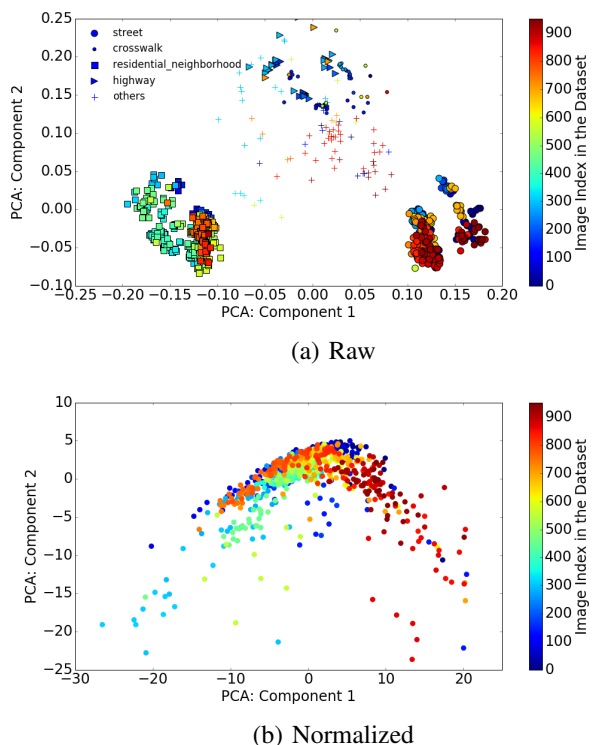 0.25
0.20
0.15
0.10
0.05
0.00
−0.05
−0.10
PCA: Component 2
street
crosswalk
residential_neighborhood
highway
others
−0.25 −0.20 −0.15 −0.10 −0.05 0.00 0.05 0.10 0.15 0.20
PCA: Component 1
900
800
700
600
500
400
300
200
100
0
Image Index in the Dataset
(a) Raw
10
5
0
−5
−10
−15
−20
−25
PCA: Component 2
−30 −20 −10 0 10 20
PCA: Component 1
900
800
700
600
500
400
300
200
100
0
Image Index in the Dataset
(b) Normalized